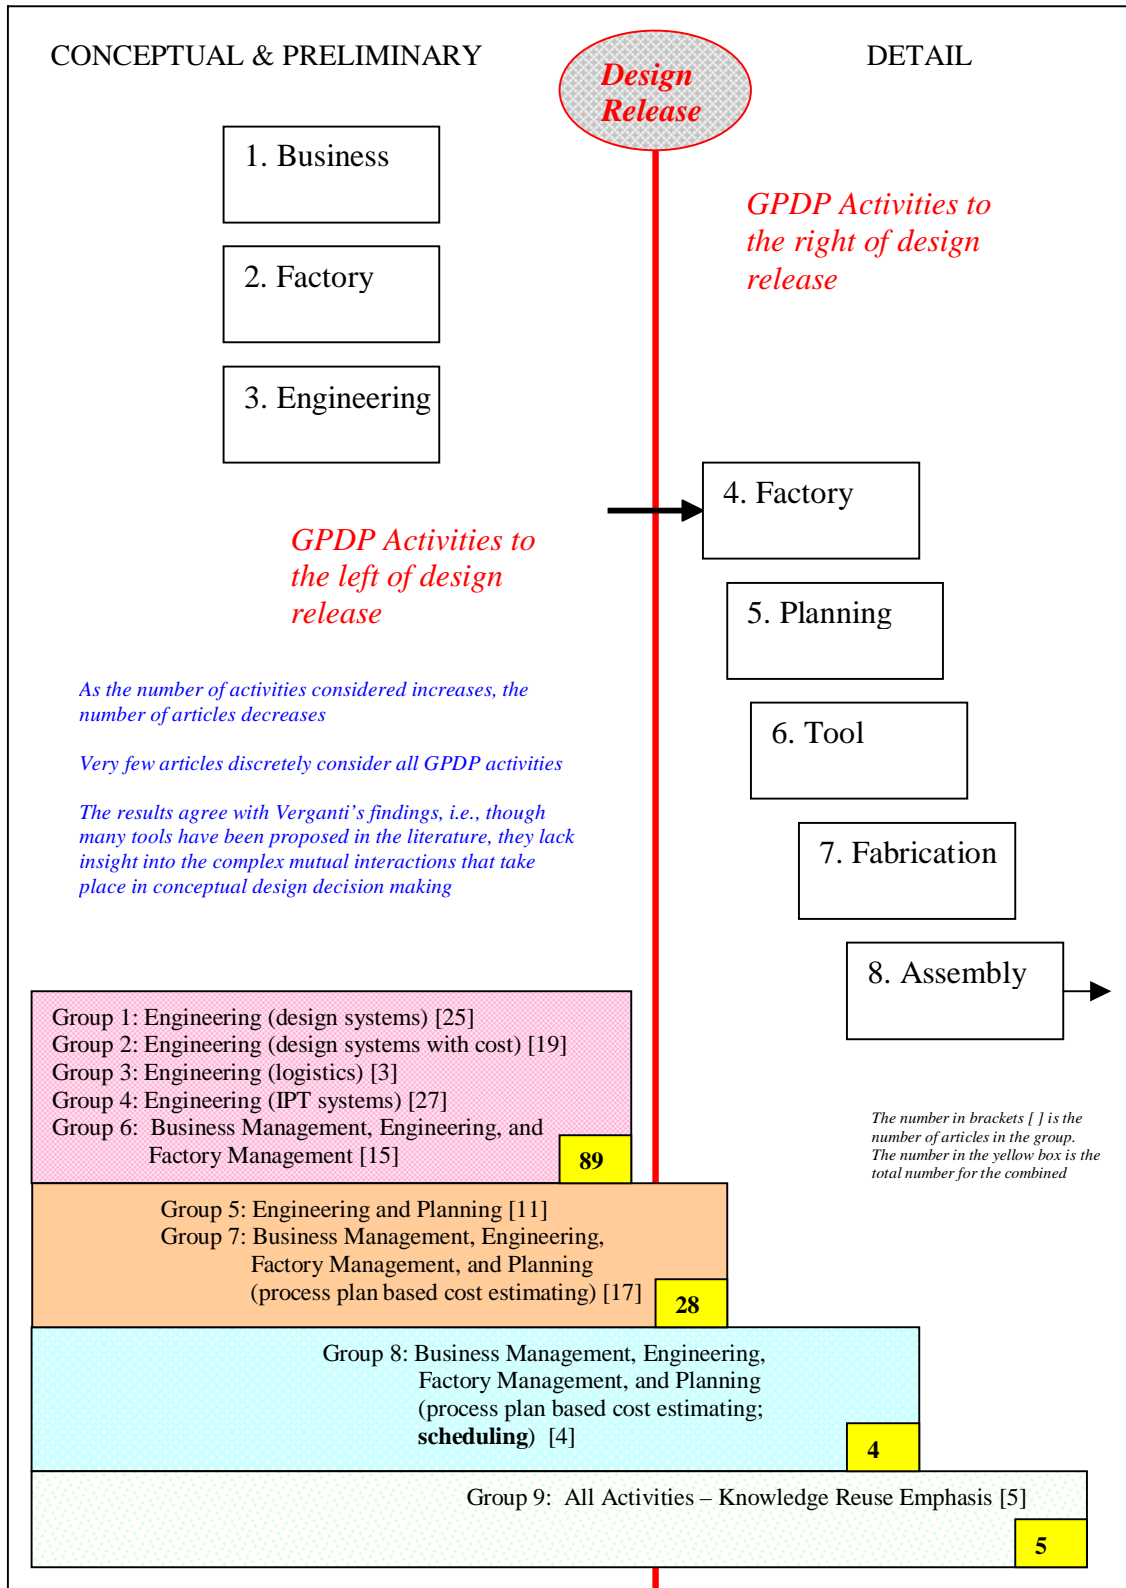 CONCEPTUAL & PRELIMINARY
Design
Release
DETAIL
1. Business
GPDP Activities to
the right of design
release
2. Factory
3. Engineering
4. Factory
GPDP Activities to
the left of design
release
5. Planning
As the number of activities considered increases, the
number of articles decreases
Very few articles discretely consider all GPDP activities
The results agree with Verganti’s findings, i.e., though
many tools have been proposed in the literature, they lack
insight into the complex mutual interactions that take
place in conceptual design decision making
6. Tool
7. Fabrication
8. Assembly
Group 1: Engineering (design systems) [25]
Group 2: Engineering (design systems with cost) [19]
Group 3: Engineering (logistics) [3]
Group 4: Engineering (IPT systems) [27]
Group 6:  Business Management, Engineering, and
Factory Management [15]
89
The number in brackets [ ] is the
number of articles in the group.
The number in the yellow box is the
total number for the combined
Group 5: Engineering and Planning [11]
Group 7: Business Management, Engineering,
Factory Management, and Planning
(process plan based cost estimating) [17]
28
Group 8: Business Management, Engineering,
Factory Management, and Planning
(process plan based cost estimating;
scheduling)  [4]
4
Group 9:  All Activities – Knowledge Reuse Emphasis [5]
5